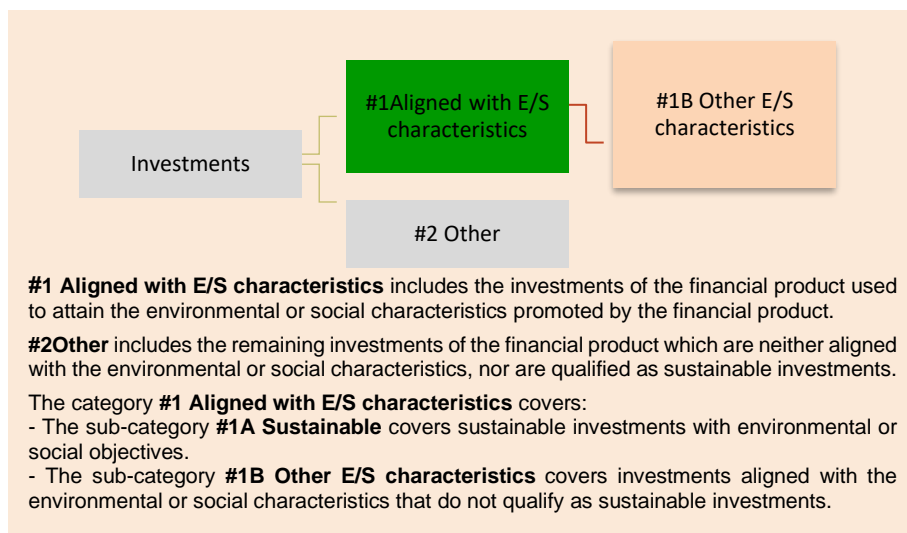 #1Aligned with E/S
characteristics
#1B Other E/S
characteristics
Investments
#2 Other
#1 Aligned with E/S characteristics includes the investments of the financial product used
to attain the environmental or social characteristics promoted by the financial product.
#2Other includes the remaining investments of the financial product which are neither aligned
with the environmental or social characteristics, nor are qualified as sustainable investments.
The category #1 Aligned with E/S characteristics covers:
- The sub-category #1A Sustainable covers sustainable investments with environmental or
social objectives.
- The sub-category #1B Other E/S characteristics covers investments aligned with the
environmental or social characteristics that do not qualify as sustainable investments.